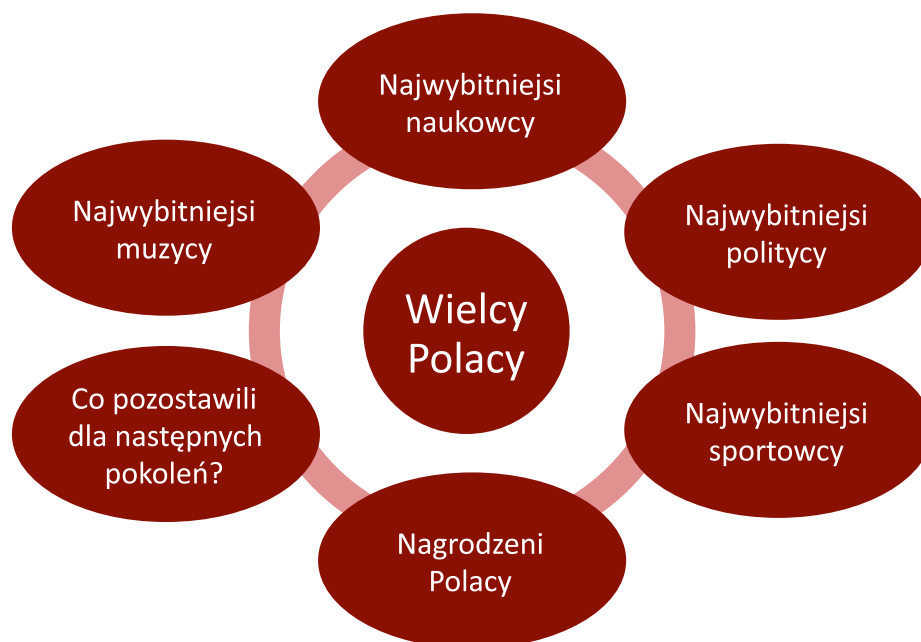 Najwybitniejsi
naukowcy
Najwybitniejsi
muzycy
Najwybitniejsi
politycy
Wielcy
Polacy
Co pozostawili
dla następnych
pokoleń?
Najwybitniejsi
sportowcy
Nagrodzeni
Polacy